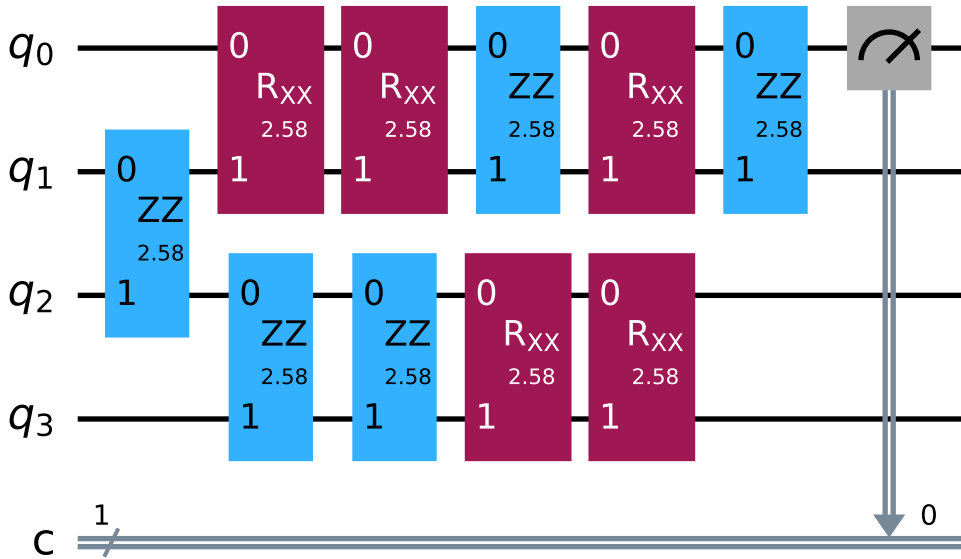 q0 0 0 0 0 0
RXX RXX ZZ RXX ZZ
2.58 2.58 2.58 2.58 2.58
q1 0 1 1 1 1 1
ZZ
2.58
q2 1 0 0 0 0
ZZ ZZ RXX RXX
2.58 2.58 2.58 2.58
q3 1 1 1 1
1 0
c